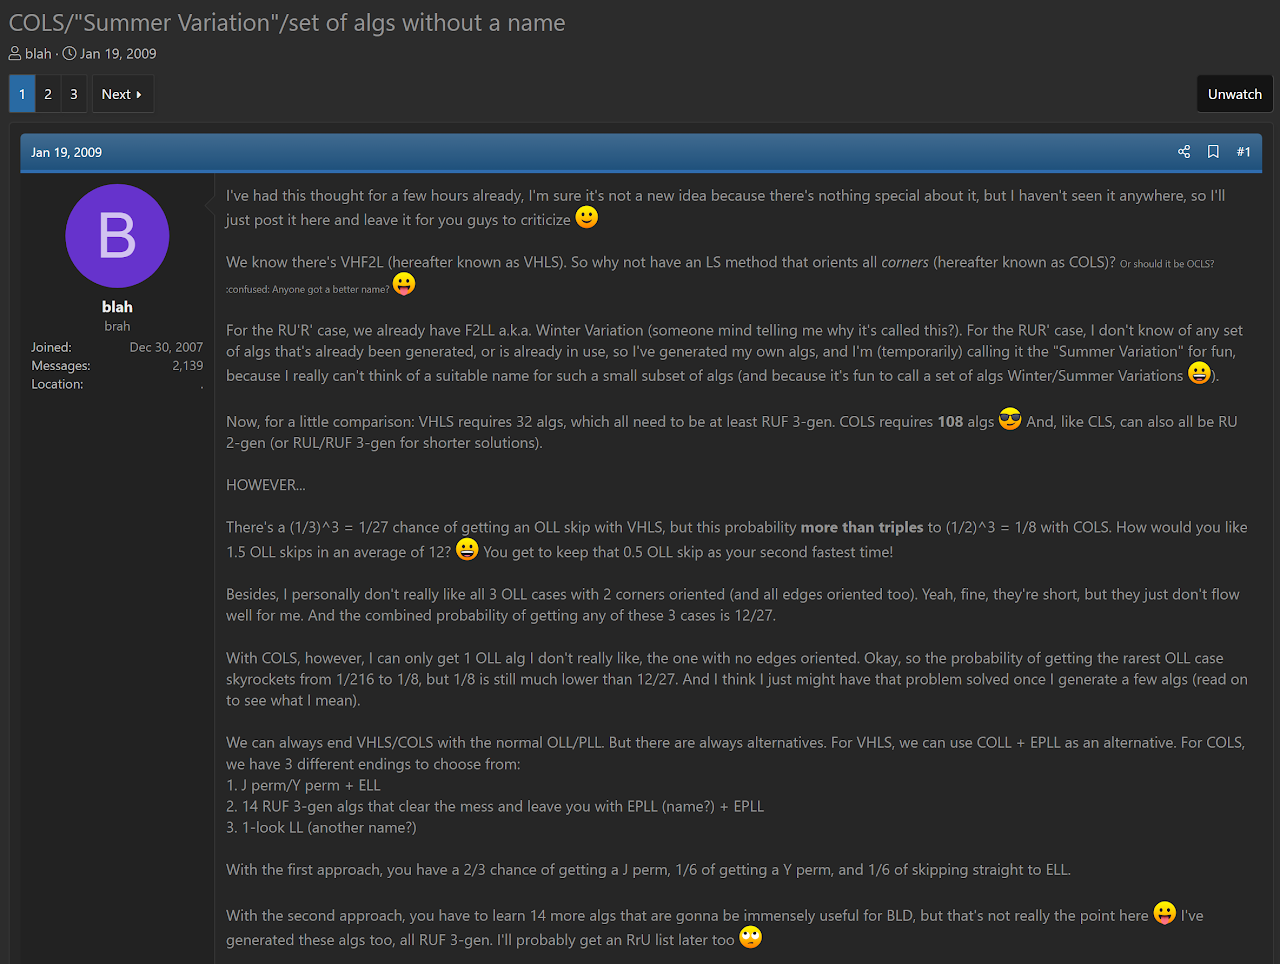 COLS/"Summer Variation"/set of algs without a name
blah · Jan 19, 2009
1 2 3 Next
Unwatch
Jan 19, 2009
#1
B
blah
brah
Joined: Dec 30, 2007
Messages: 2,139
Location: .
I've had this thought for a few hours already, I'm sure it's not a new idea because there's nothing special about it, but I haven't seen it anywhere, so I'll
just post it here and leave it for you guys to criticize
We know there's VHF2L (hereafter known as VHLS). So why not have an LS method that orients all corners (hereafter known as COLS)? Or should it be OCLS?
:confused: Anyone got a better name?
For the RU'R' case, we already have F2LL a.k.a. Winter Variation (someone mind telling me why it's called this?). For the RUR' case, I don't know of any set
of algs that's already been generated, or is already in use, so I've generated my own algs, and I'm (temporarily) calling it the "Summer Variation" for fun,
because I really can't think of a suitable name for such a small subset of algs (and because it's fun to call a set of algs Winter/Summer Variations ).
Now, for a little comparison: VHLS requires 32 algs, which all need to be at least RUF 3-gen. COLS requires 108 algs And, like CLS, can also all be RU
2-gen (or RUL/RUF 3-gen for shorter solutions).
HOWEVER...
There's a (1/3)^3 = 1/27 chance of getting an OLL skip with VHLS, but this probability more than triples to (1/2)^3 = 1/8 with COLS. How would you like
1.5 OLL skips in an average of 12? You get to keep that 0.5 OLL skip as your second fastest time!
Besides, I personally don't really like all 3 OLL cases with 2 corners oriented (and all edges oriented too). Yeah, fine, they're short, but they just don't flow
well for me. And the combined probability of getting any of these 3 cases is 12/27.
With COLS, however, I can only get 1 OLL alg I don't really like, the one with no edges oriented. Okay, so the probability of getting the rarest OLL case
skyrockets from 1/216 to 1/8, but 1/8 is still much lower than 12/27. And I think I just might have that problem solved once I generate a few algs (read on
to see what I mean).
We can always end VHLS/COLS with the normal OLL/PLL. But there are always alternatives. For VHLS, we can use COLL + EPLL as an alternative. For COLS,
we have 3 different endings to choose from:
1. J perm/Y perm + ELL
2. 14 RUF 3-gen algs that clear the mess and leave you with EPLL (name?) + EPLL
3. 1-look LL (another name?)
With the first approach, you have a 2/3 chance of getting a J perm, 1/6 of getting a Y perm, and 1/6 of skipping straight to ELL.
With the second approach, you have to learn 14 more algs that are gonna be immensely useful for BLD, but that's not really the point here I've
generated these algs too, all RUF 3-gen. I'll probably get an RrU list later too